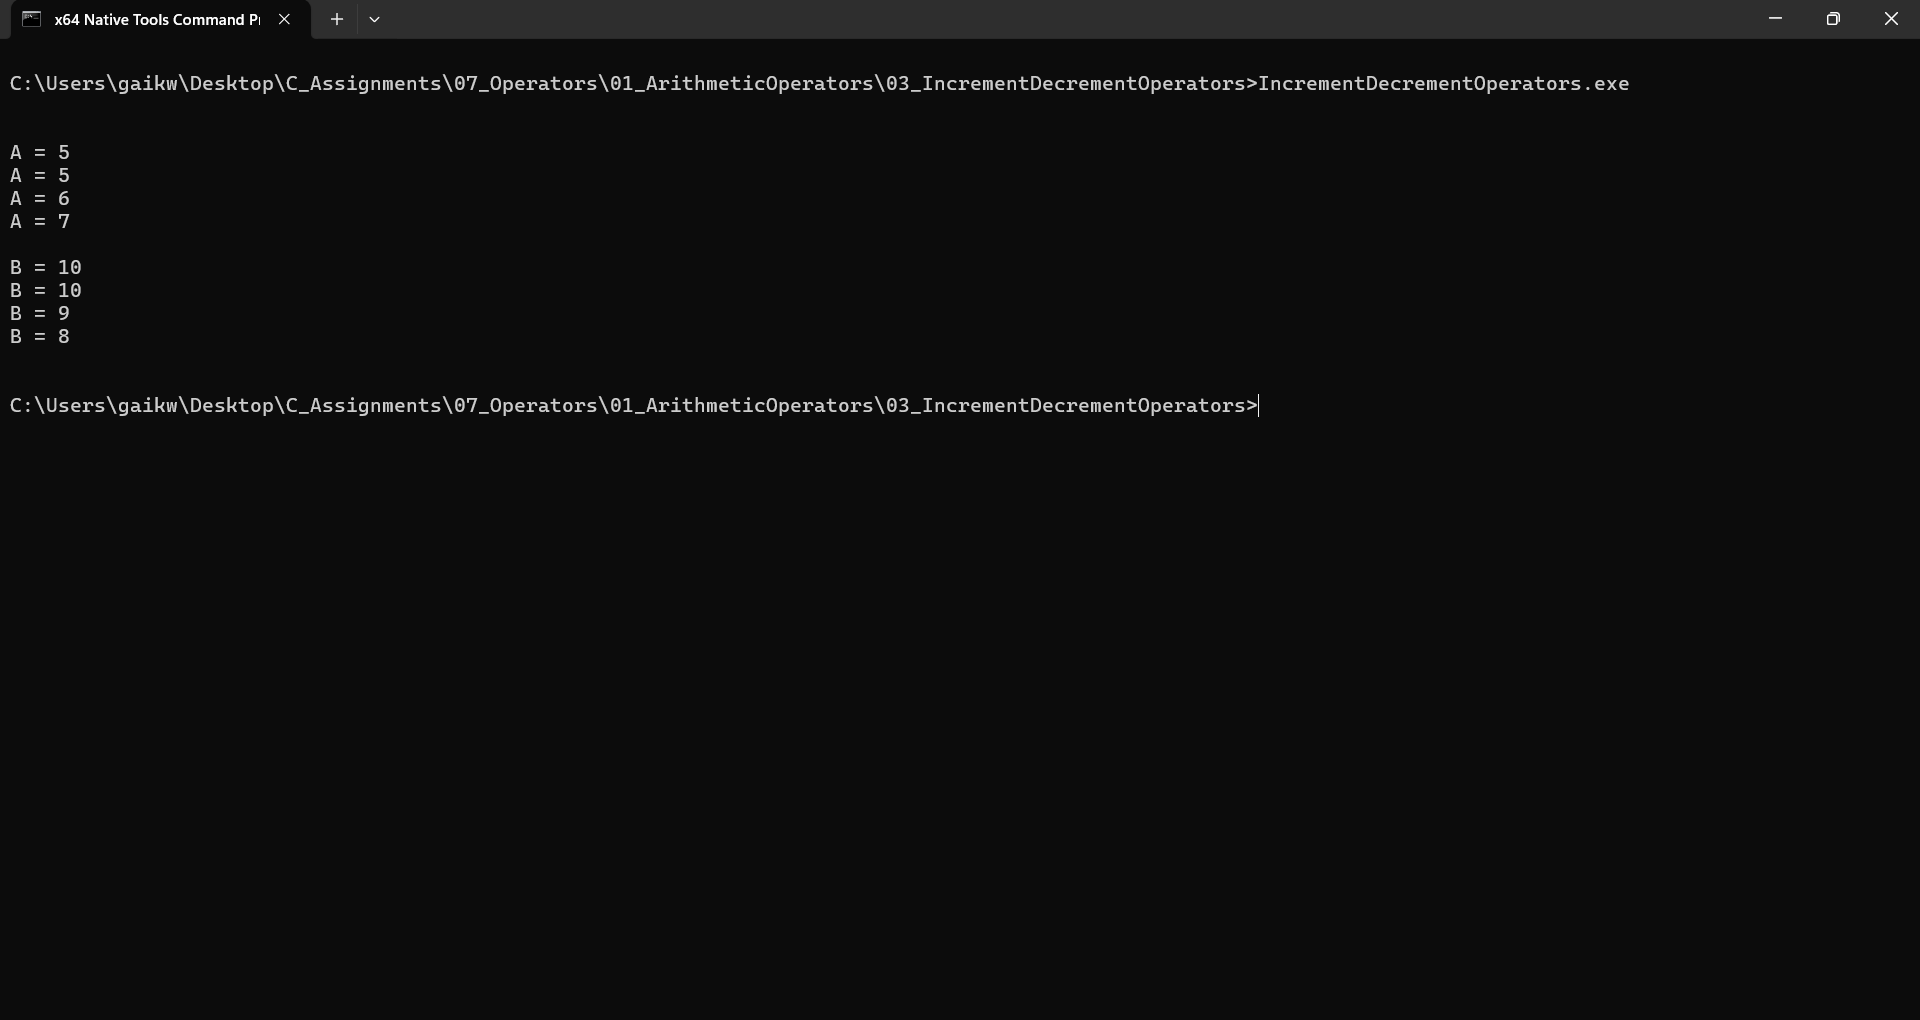 x64 Native Tools Command P
C:\Users\gaikw\Desktop\C_Assignments\07_Operators\01_ArithmeticOperators\03_IncrementDecrementOperators>IncrementDecrementOperators.exe
A = 5
A = 5
A = 6
A = 7
B = 10
B = 10
B = 9
B = 8
C:\Users\gaikw\Desktop\C_Assignments\07_Operators\01_ArithmeticOperators\03_IncrementDecrementOperators>